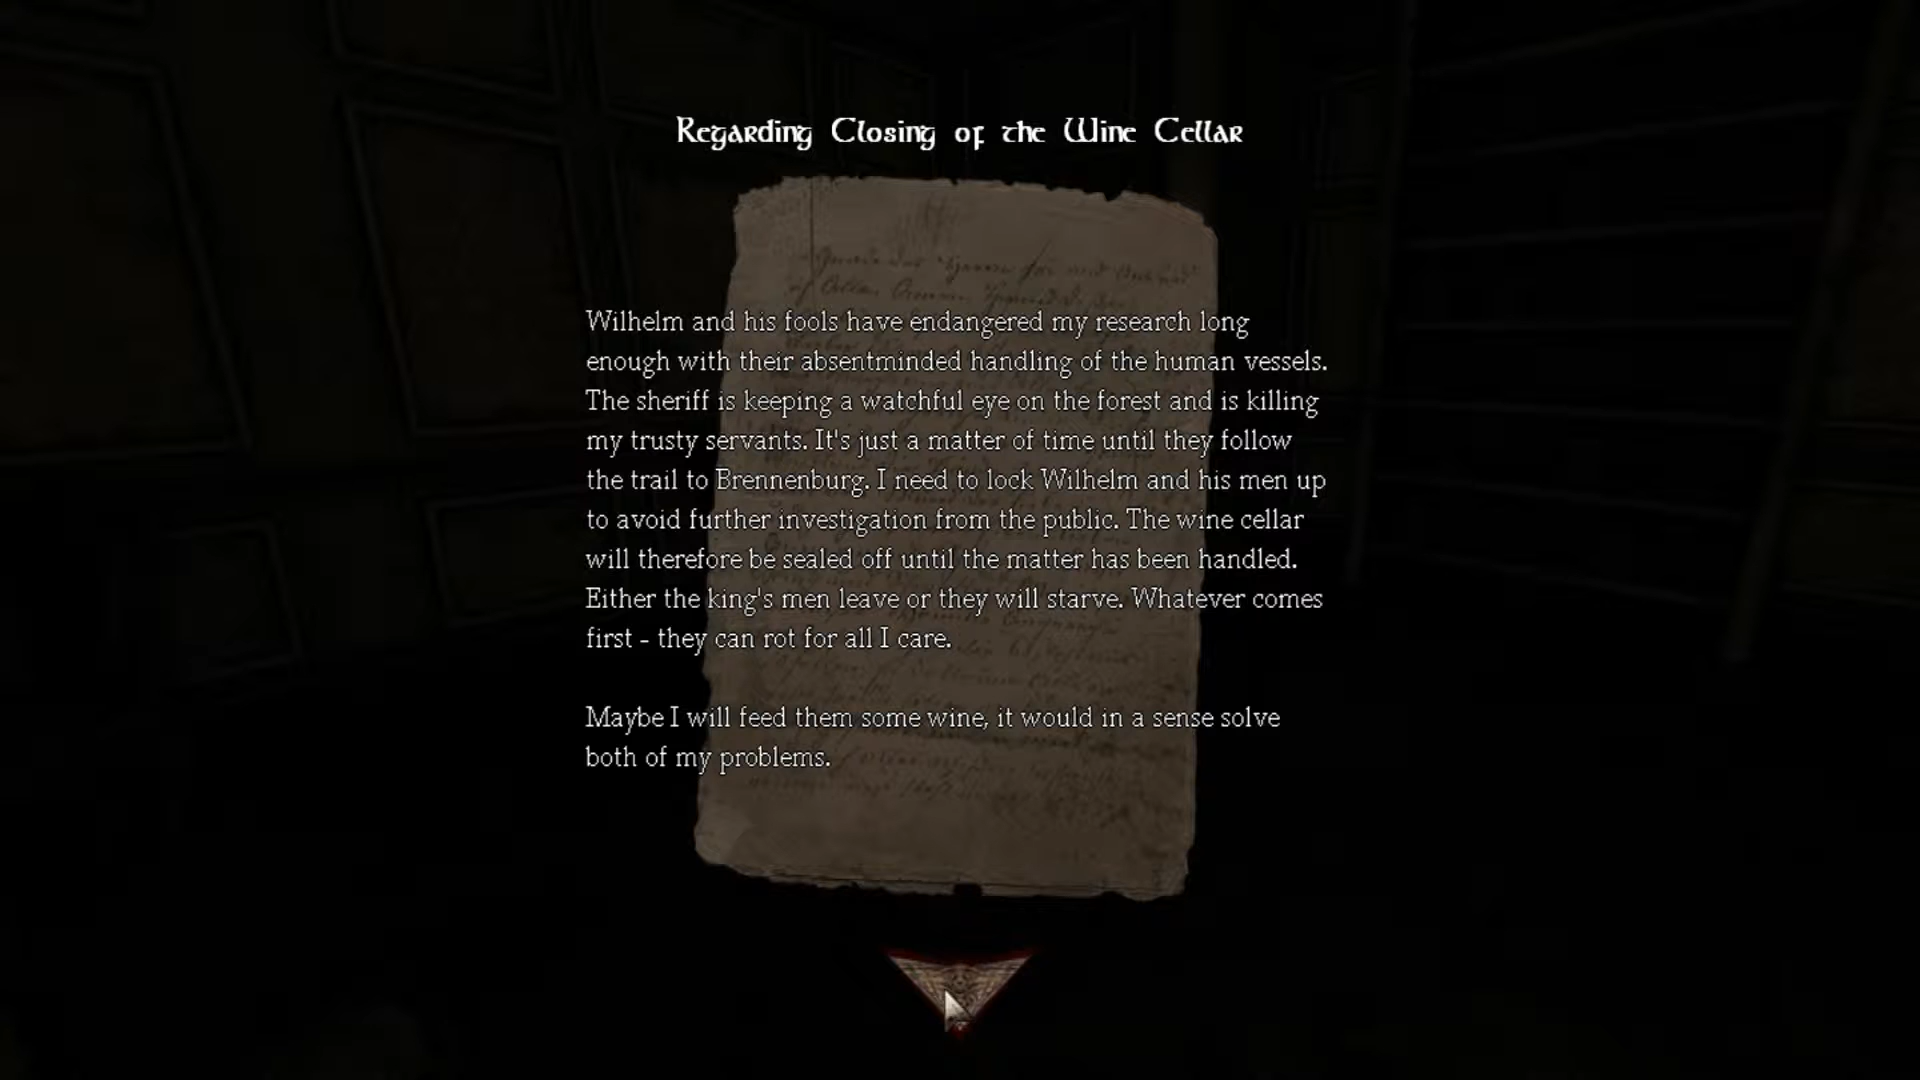 Regarding Closing of the Wine Cellar
Wilhelm and his fools have endangered my research long
enough with their absentminded handling of the human vessels.
The sheriff is keeping a watchful eye on the forest and is killing
my trusty servants. It's just a matter of time until they follow
the trail to Brennenburg. I need to lock Wilhelm and his men up
to avoid further investigation from the public. The wine cellar
will therefore be sealed off until the matter has been handled.
Either the king's men leave or they will starve. Whatever comes
first - they can rot for all I care.
Maybe I will feed them some wine, it would in a sense solve
both of my problems.